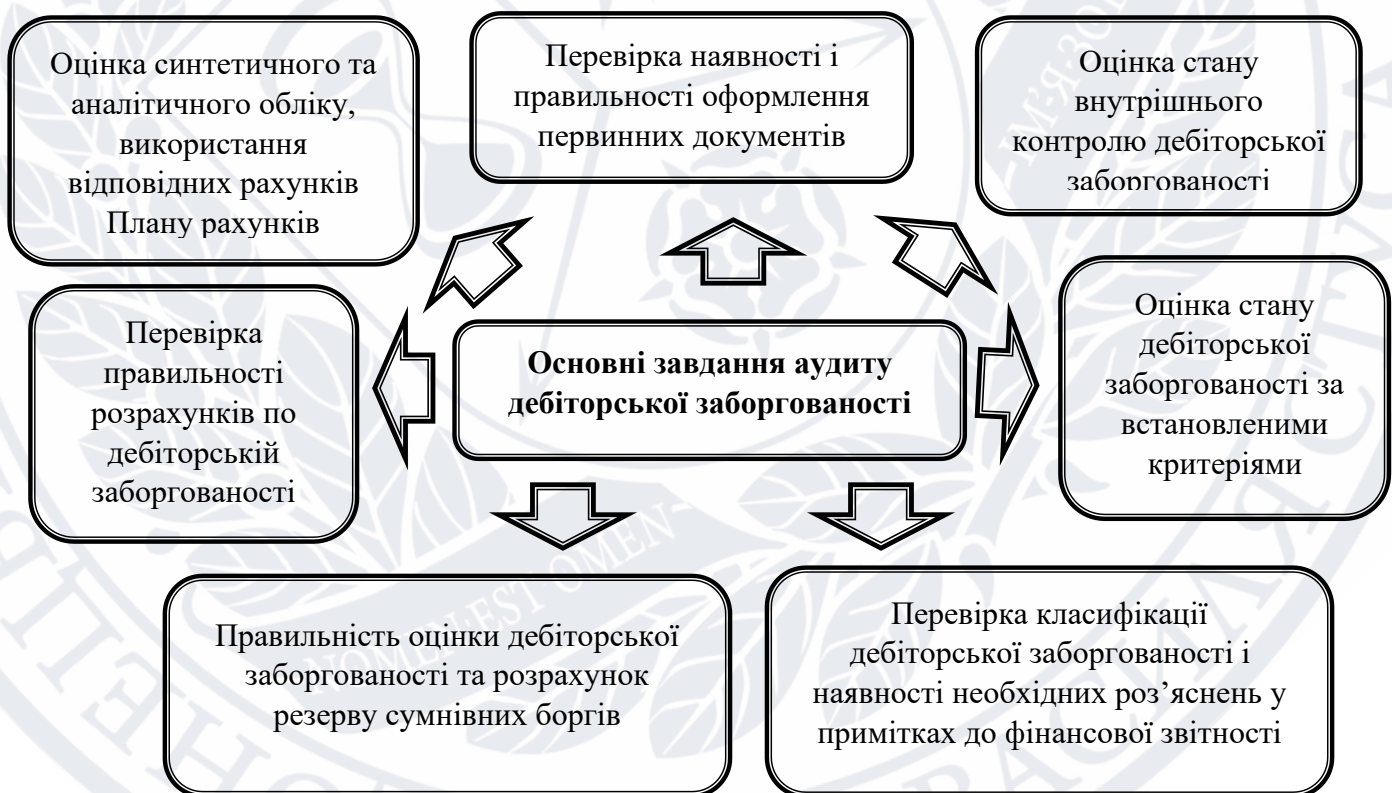 Оцінка синтетичного та
аналітичного обліку,
використання
відповідних рахунків
Плану рахунків
Перевірка наявності і
правильності оформлення
первинних документів
Оцінка стану
внутрішнього
контролю дебіторської
заборгованості
Перевірка
правильності
розрахунків по
дебіторській
заборгованості
Основні завдання аудиту
дебіторської заборгованості
Оцінка стану
дебіторської
заборгованості за
встановленими
критеріями
Правильність оцінки дебіторської
заборгованості та розрахунок
резерву сумнівних боргів
Перевірка класифікації
дебіторської заборгованості і
наявності необхідних роз’яснень у
примітках до фінансової звітності
NOMEN EST OMEN